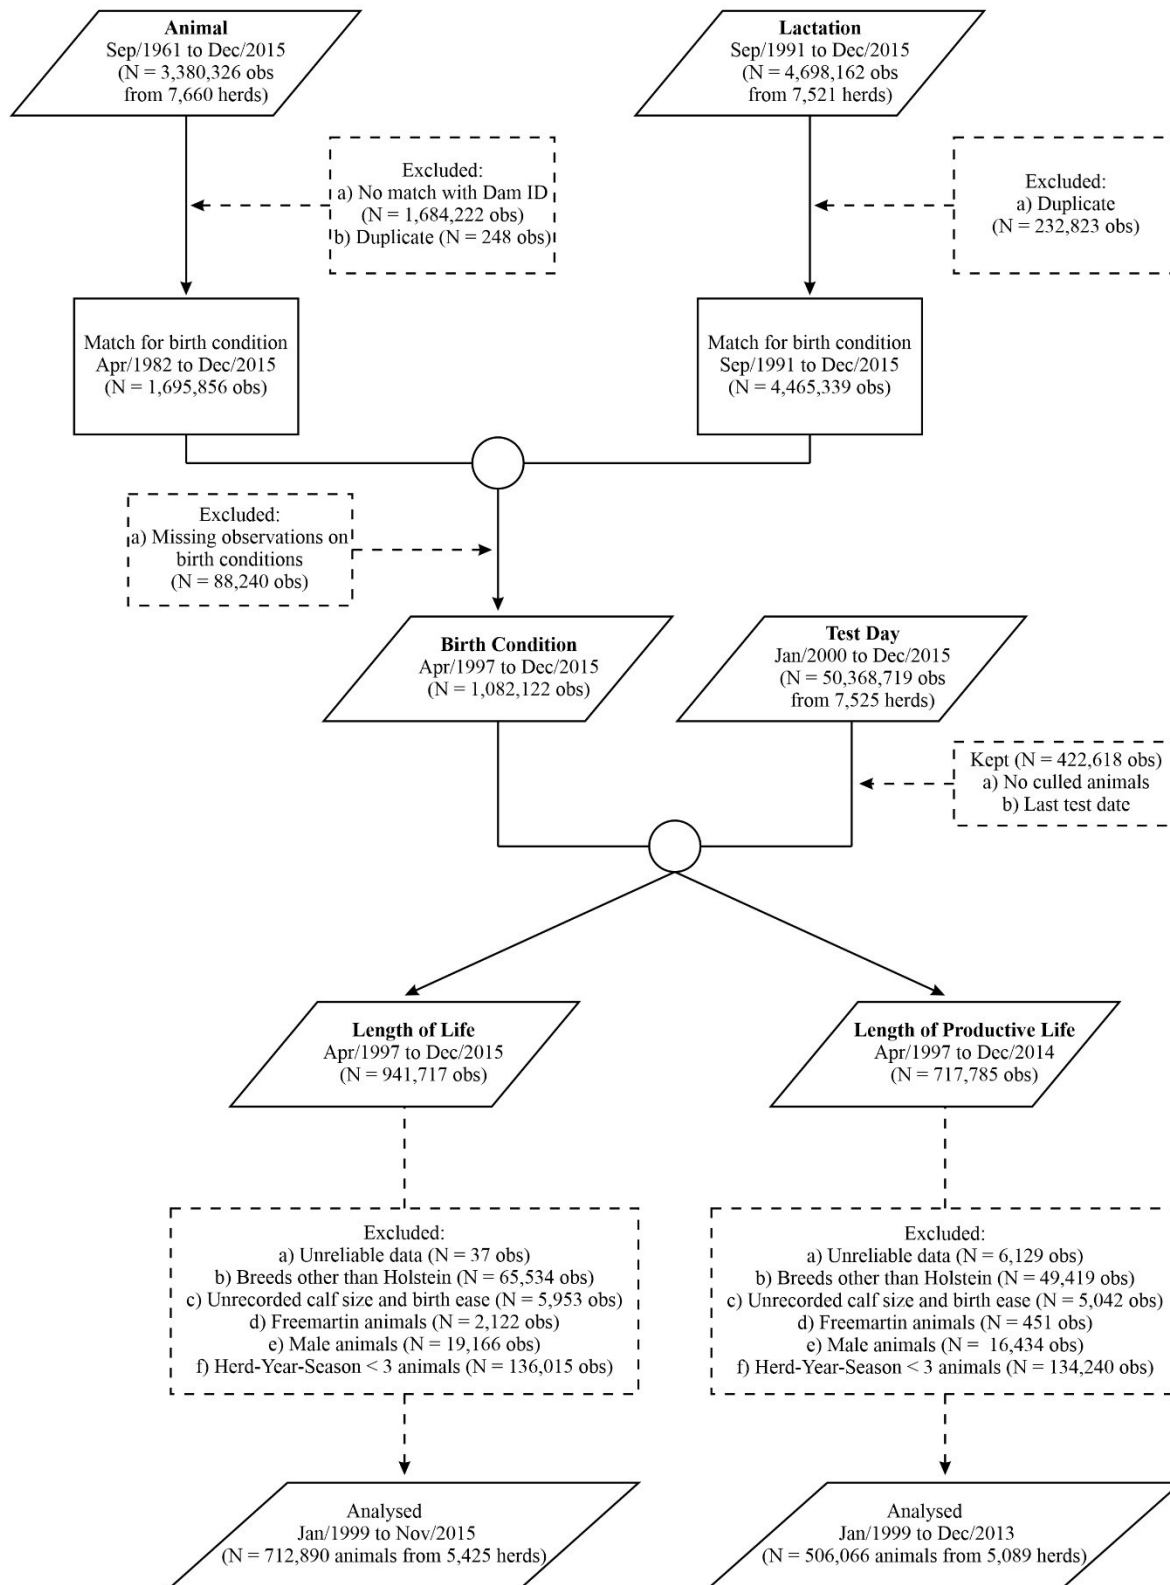 Animal
Sep/1961 to Dec/2015
(N = 3,380,326 obs
from 7,660 herds)
Lactation
Sep/1991 to Dec/2015
(N = 4,698,162 obs
from 7,521 herds)
Excluded:
a) No match with Dam ID
(N = 1,684,222 obs)
b) Duplicate (N = 248 obs)
Excluded:
a) Duplicate
(N = 232,823 obs)
Match for birth condition
Apr/1982 to Dec/2015
(N = 1,695,856 obs)
Match for birth condition
Sep/1991 to Dec/2015
(N = 4,465,339 obs)
Excluded:
a) Missing observations on
birth conditions
(N = 88,240 obs)
Birth Condition
Apr/1997 to Dec/2015
(N = 1,082,122 obs)
Test Day
Jan/2000 to Dec/2015
(N = 50,368,719 obs
from 7,525 herds)
Kept (N = 422,618 obs)
a) No culled animals
b) Last test date
Length of Life
Apr/1997 to Dec/2015
(N = 941,717 obs)
Length of Productive Life
Apr/1997 to Dec/2014
(N = 717,785 obs)
Excluded:
a) Unreliable data (N = 37 obs)
b) Breeds other than Holstein (N = 65,534 obs)
c) Unrecorded calf size and birth ease (N = 5,953 obs)
d) Freemartin animals (N = 2,122 obs)
e) Male animals (N = 19,166 obs)
f) Herd-Year-Season < 3 animals (N = 136,015 obs)
Excluded:
a) Unreliable data (N = 6,129 obs)
b) Breeds other than Holstein (N = 49,419 obs)
c) Unrecorded calf size and birth ease (N = 5,042 obs)
d) Freemartin animals (N = 451 obs)
e) Male animals (N = 16,434 obs)
f) Herd-Year-Season < 3 animals (N = 134,240 obs)
Analysed
Jan/1999 to Nov/2015
(N = 712,890 animals from 5,425 herds)
Analysed
Jan/1999 to Dec/2013
(N = 506,066 animals from 5,089 herds)